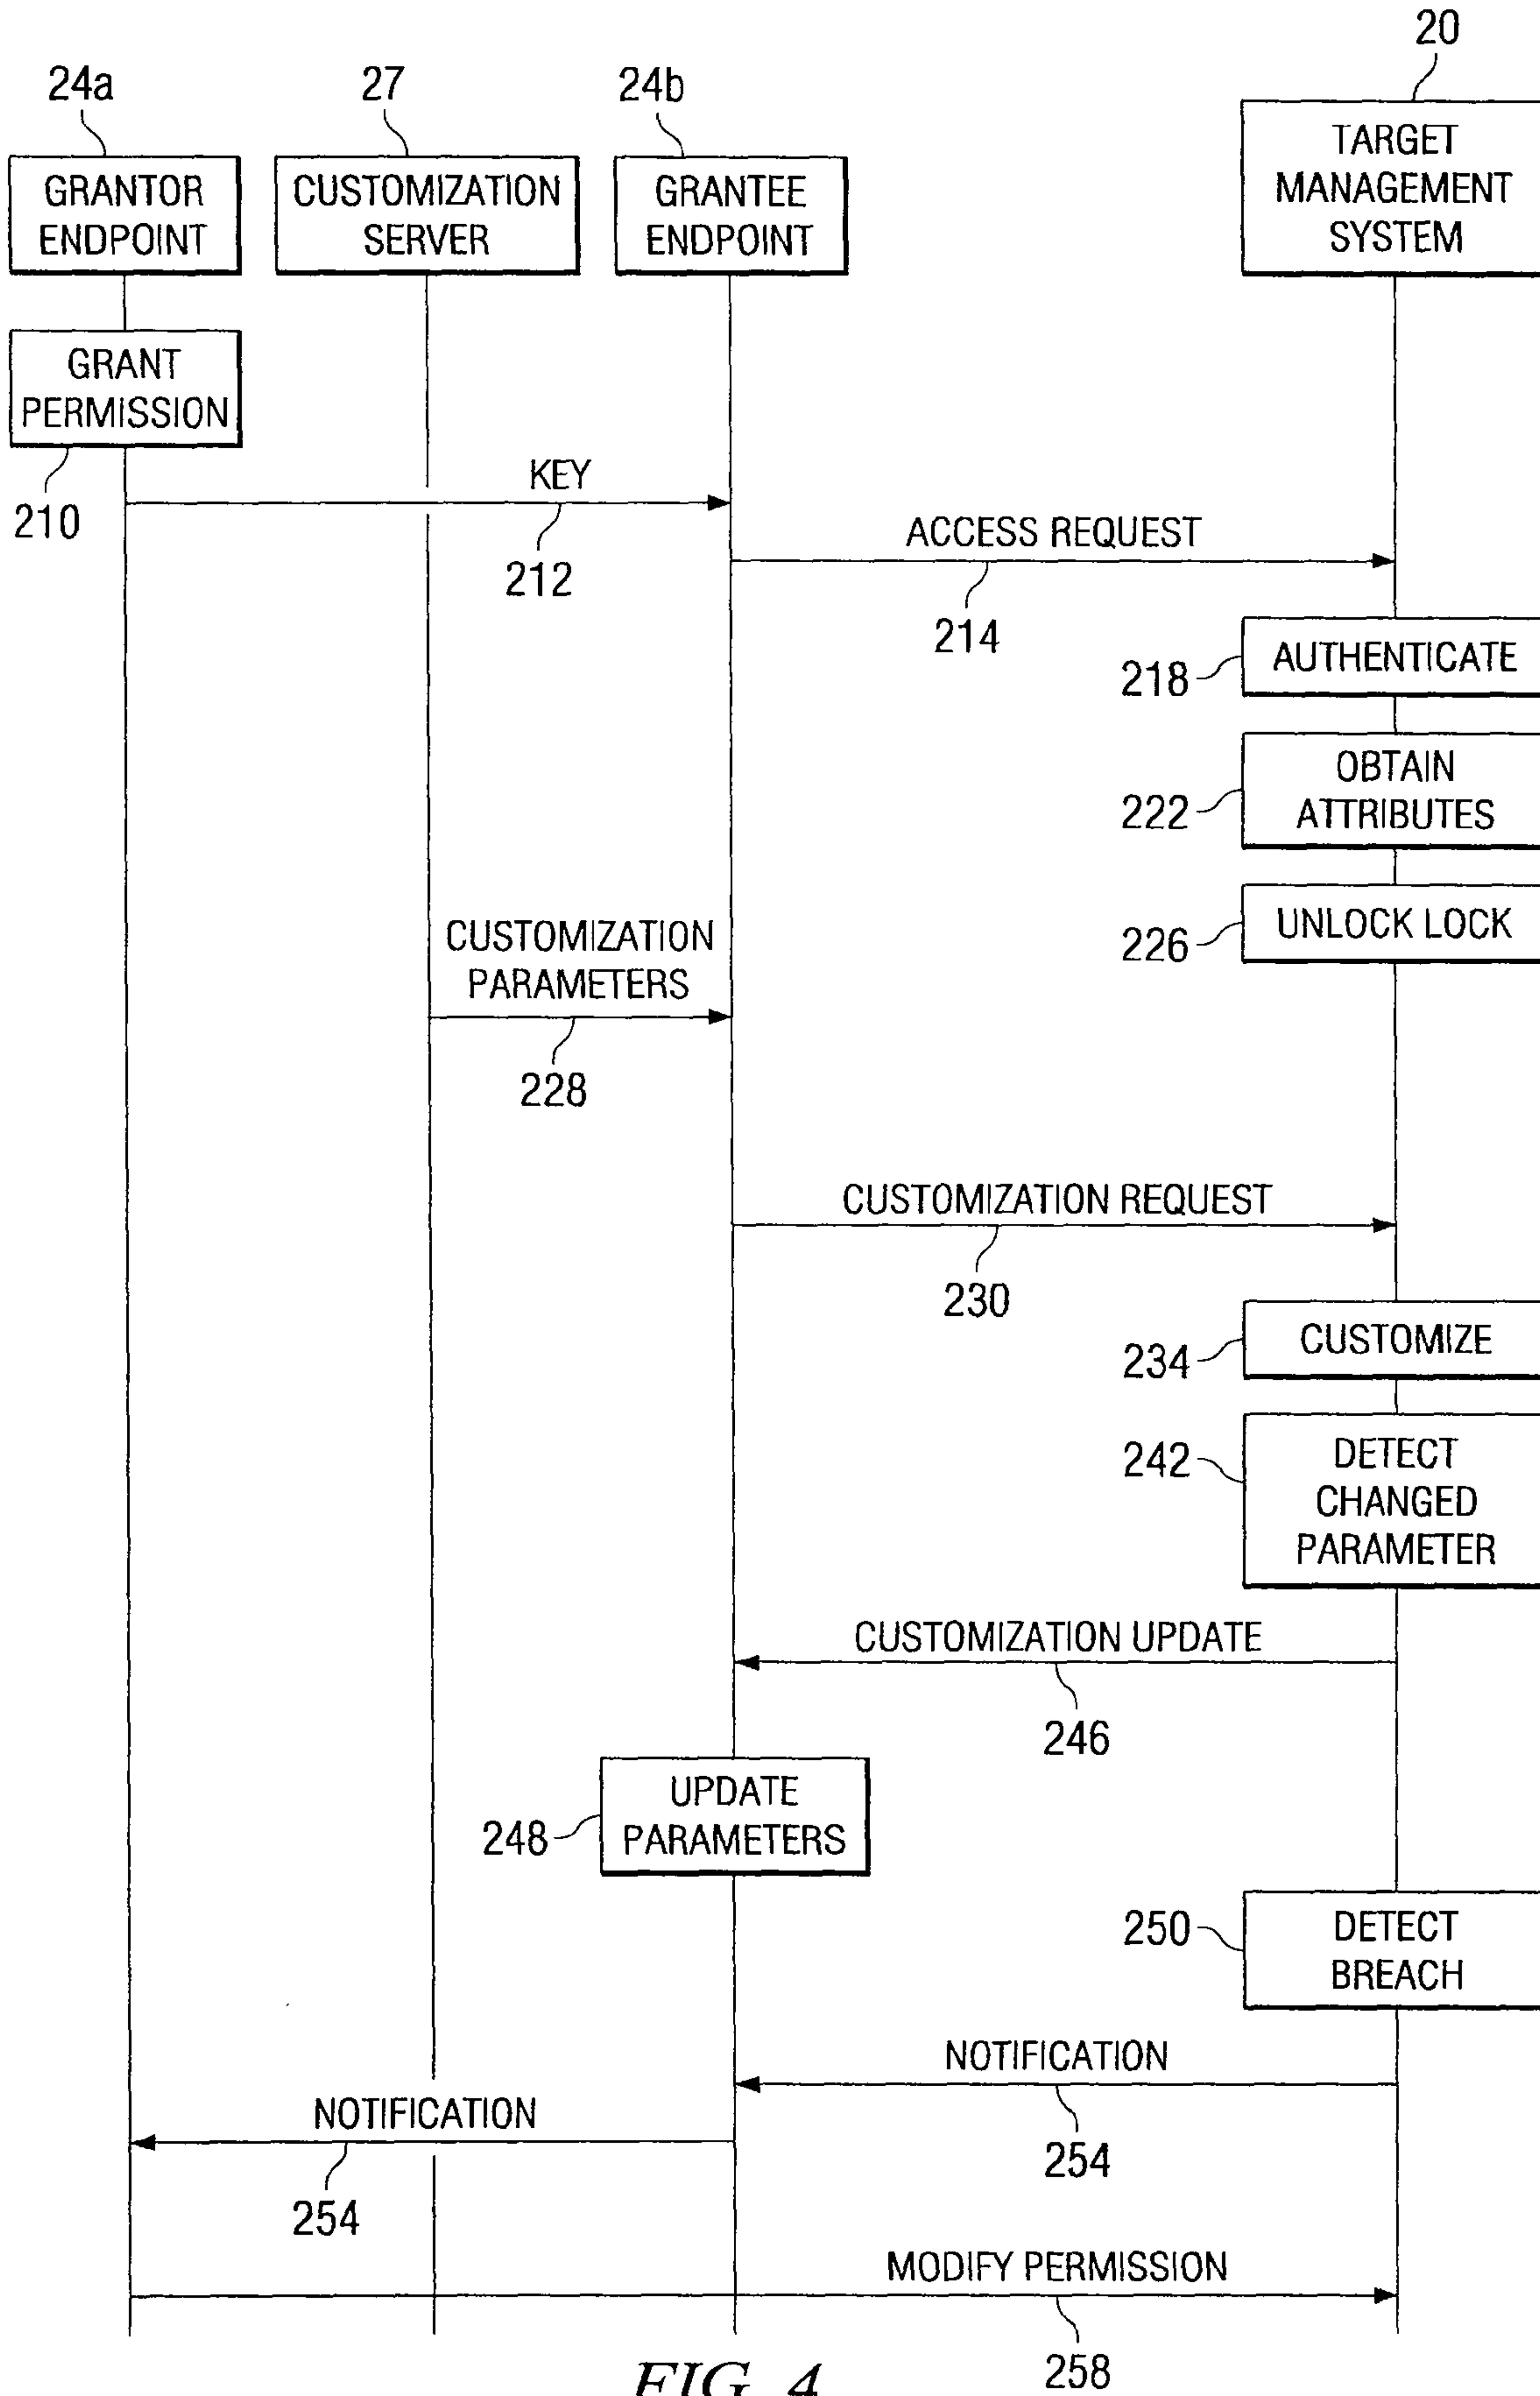 20
24a
27
24b
TARGET
MANAGEMENT
SYSTEM
GRANTOR
ENDPOINT
CUSTOMIZATION
SERVER
GRANTEE
ENDPOINT
GRANT
PERMISSION
210
KEY
212
ACCESS REQUEST
214
218
AUTHENTICATE
222
OBTAIN
ATTRIBUTES
226
UNLOCK LOCK
CUSTOMIZATION
PARAMETERS
228
CUSTOMIZATION REQUEST
230
234
CUSTOMIZE
242
DETECT
CHANGED
PARAMETER
CUSTOMIZATION UPDATE
246
248
UPDATE
PARAMETERS
250
DETECT
BREACH
NOTIFICATION
254
NOTIFICATION
254
MODIFY PERMISSION
258
FIG. 4